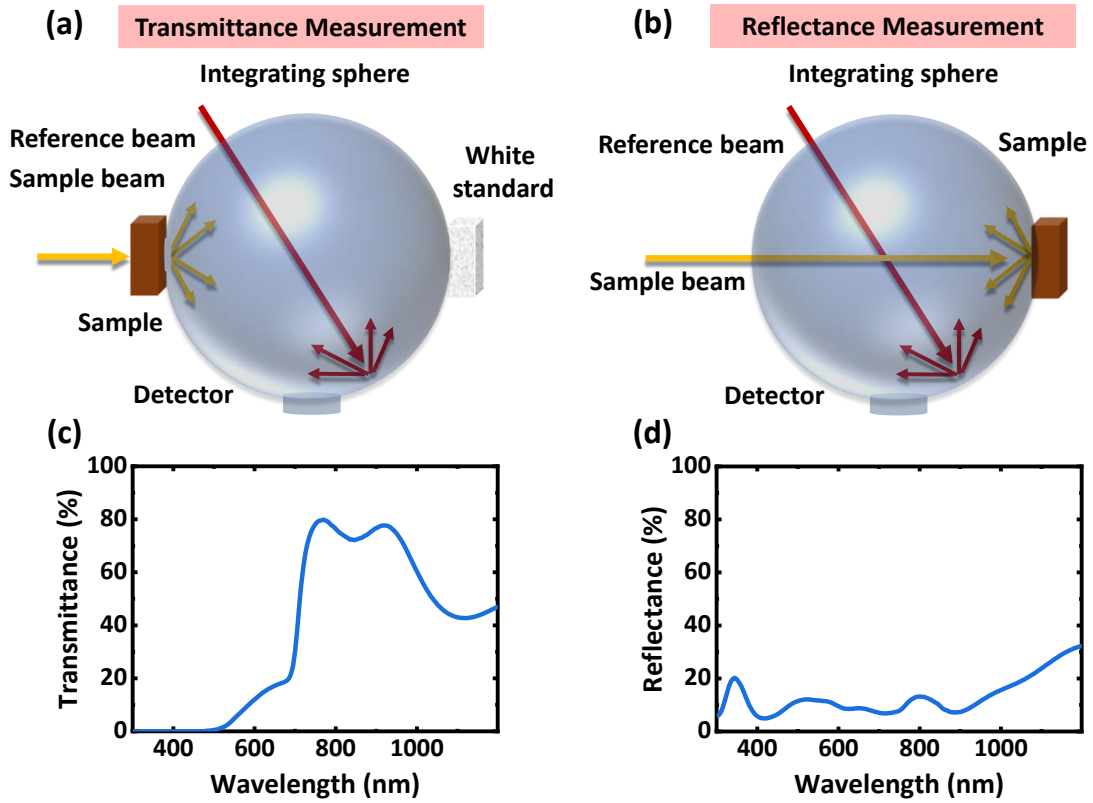 (a)
Transmittance Measurement
Integrating sphere
Reference beam
Sample beam
White
standard
Sample
Detector
(b)
Reflectance Measurement
Integrating sphere
Reference beam
Sample
Sample beam
Detector
(c)
100
80
60
40
20
0
Transmittance (%)
400 600 800 1000
Wavelength (nm)
(d)
100
80
60
40
20
0
Reflectance (%)
400 600 800 1000
Wavelength (nm)